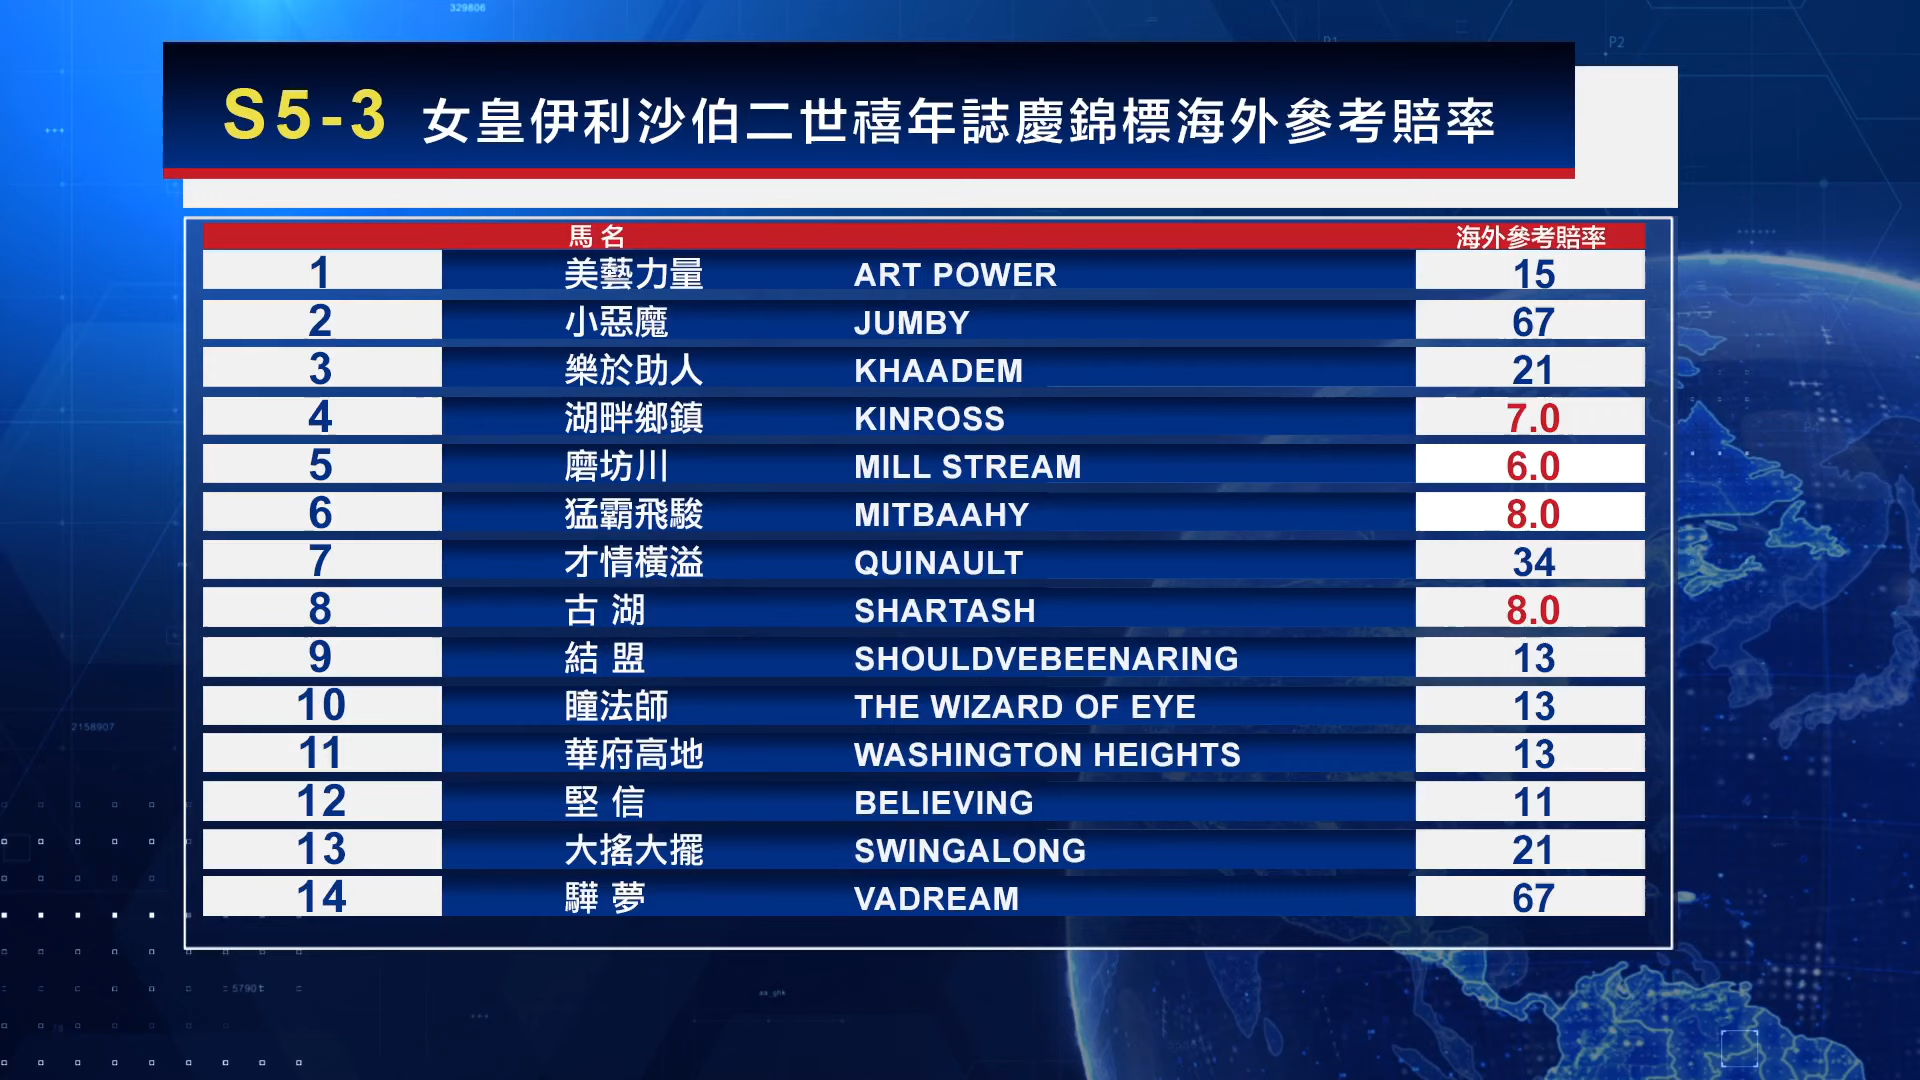 329806
P1
P2
S5-3 女皇伊利沙伯二世禧年誌慶錦標海外參考賠率
馬名 海外參考賠率
1 美藝力量 ART POWER 15
2 小惡魔 JUMBY 67
3 樂於助人 KHAADEM 21
4 湖畔鄉鎮 KINROSS 7.0
5 磨坊川 MILL STREAM 6.0
6 猛霸飛駿 MITBAAHY 8.0
7 才情橫溢 QUINAULT 34
8 古湖 SHARTASH 8.0
9 結盟 SHOULDVEBEENARING 13
10 瞳法師 THE WIZARD OF EYE 13
11 華府高地 WASHINGTON HEIGHTS 13
12 堅信 BELIEVING 11
13 大搖大擺 SWINGALONG 21
14 驊夢 VADREAM 67
2158907